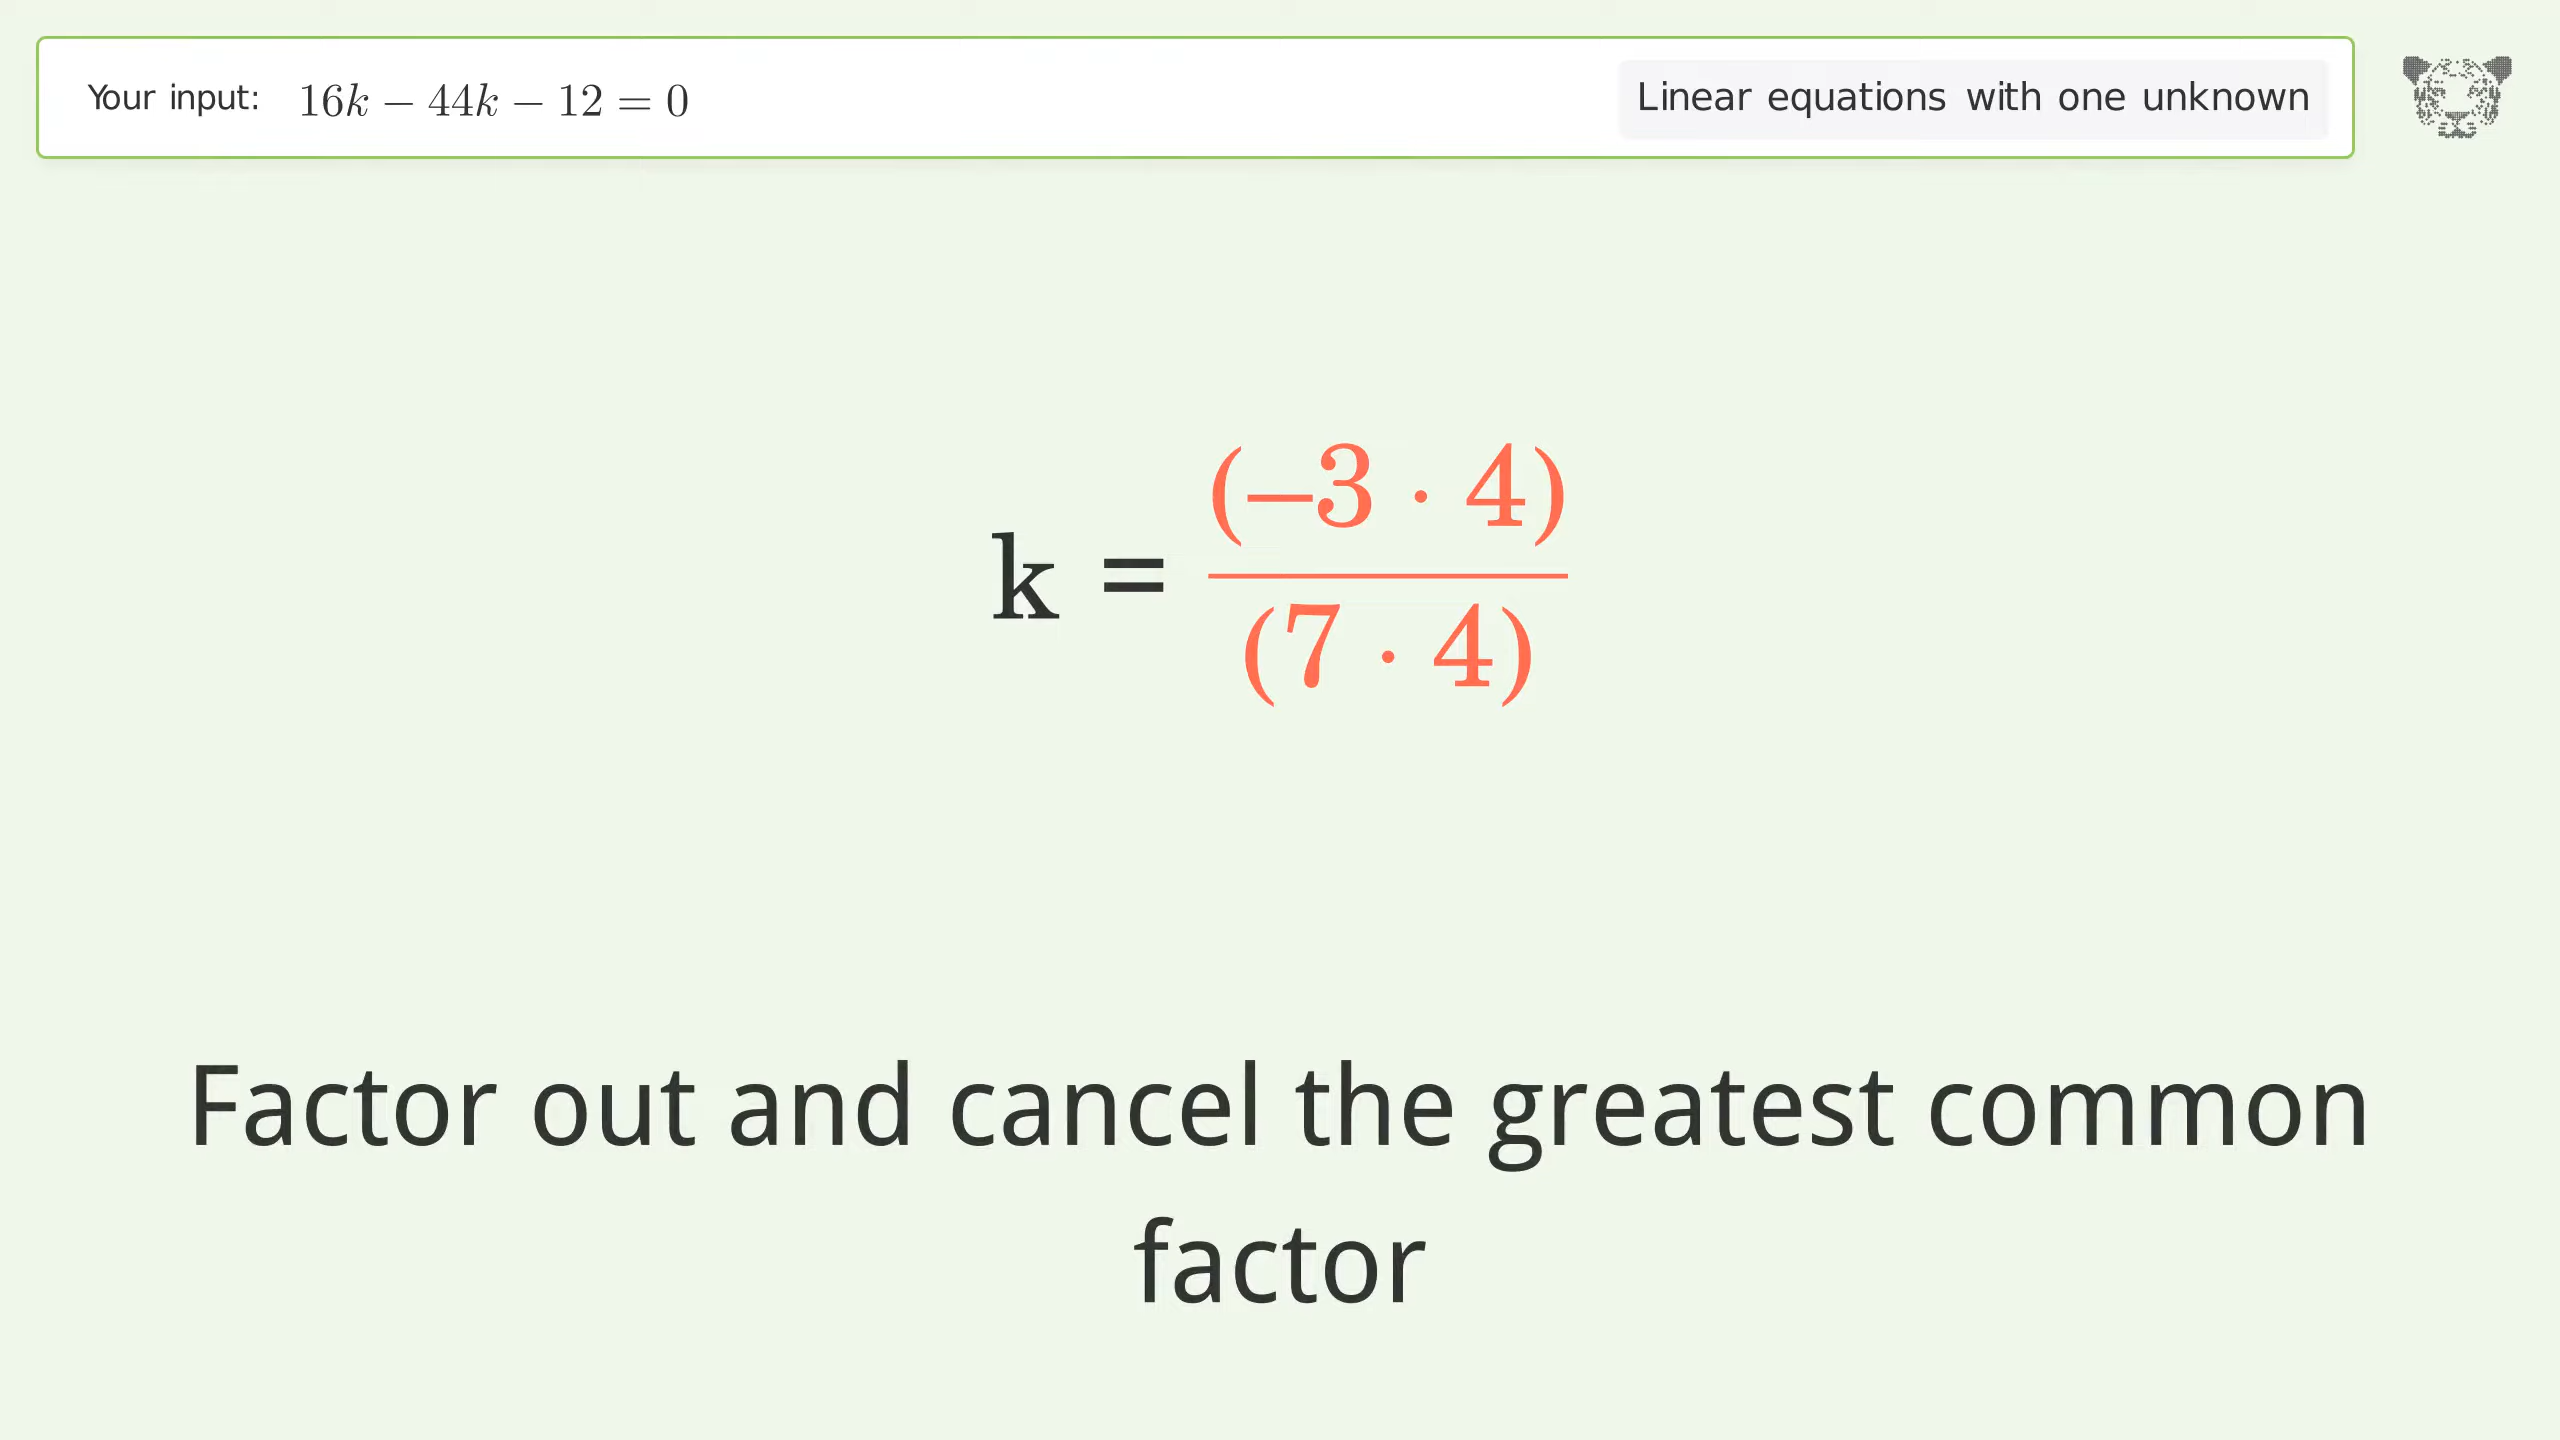 Your input: 16k − 44k − 12 = 0
Linear equations with one unknown
k = (−3 · 4)
(7 · 4)
Factor out and cancel the greatest common
factor